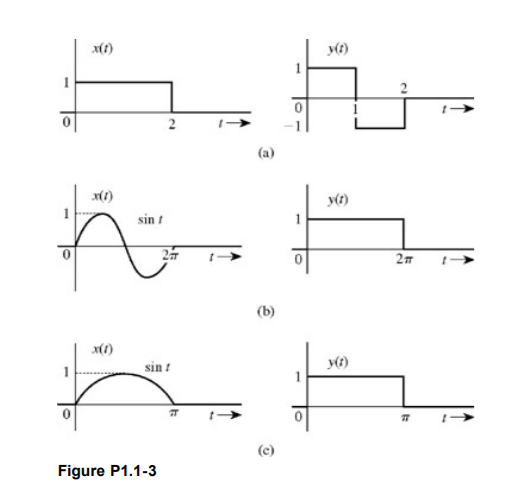 x(t) y(t)
1 1 2
0 2 t 0 1 t
−1
(a)
x(t) y(t)
1 sin t 1
0 2π t 0 2π t
(b)
x(t) y(t)
1 sin t 1
0 π t 0 π t
(c)
Figure P1.1-3